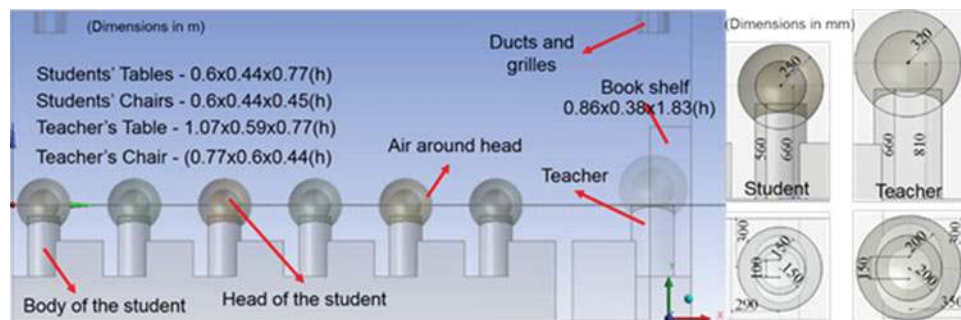 (Dimensions in m)
Students' Tables - 0.6x0.44x0.77(h)
Students' Chairs - 0.6x0.44x0.45(h)
Teacher's Table - 1.07x0.59x0.77(h)
Teacher's Chair - (0.77x0.6x0.44(h)
Air around head
Ducts and
grilles
Book shelf
0.86x0.38x1.83(h)
Teacher
Body of the student
Head of the student
(Dimensions in mm)
250
560
660
Student
320
660
810
Teacher
300
150
100
150
290
200
150
200
350